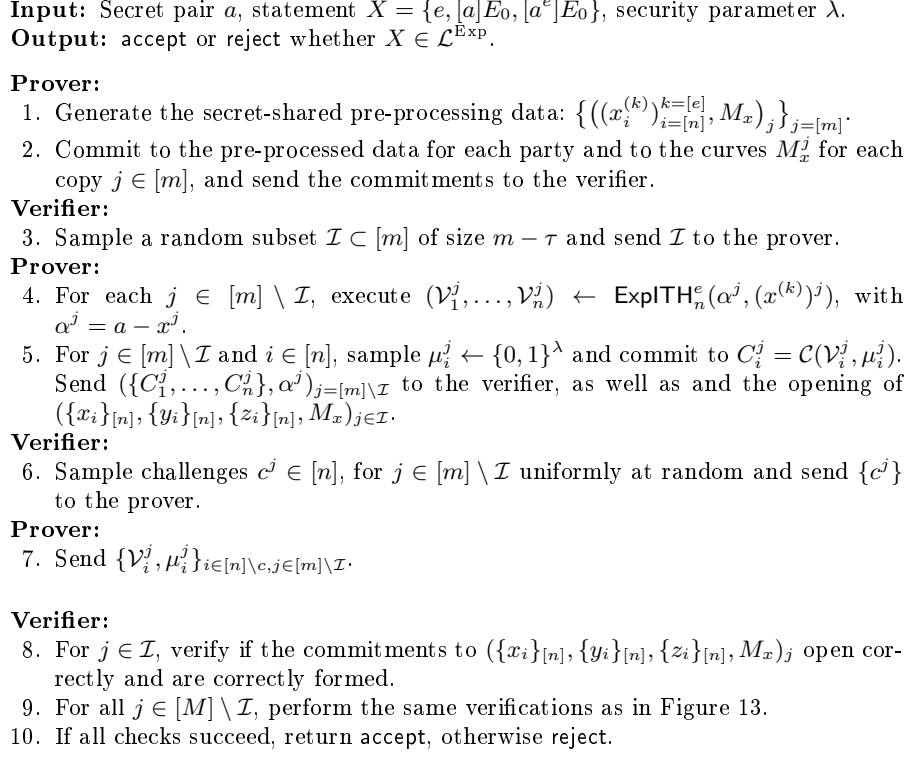 Input: Secret pair a, statement X = {e, [a]E₀, [aᵉ]E₀}, security parameter λ.
Output: accept or reject whether X ∈ 𝓛^Exp.
Prover:
1. Generate the secret-shared pre-processing data: {((x_i^{(k)})_{i=[n]}^{k=[e]}, M_x)_j}_{j=[m]}.
2. Commit to the pre-processed data for each party and to the curves M_x^j for each
copy j ∈ [m], and send the commitments to the verifier.
Verifier:
3. Sample a random subset 𝓘 ⊂ [m] of size m − τ and send 𝓘 to the prover.
Prover:
4. For each j ∈ [m] \ 𝓘, execute (𝒱_1^j, . . . , 𝒱_n^j) ← ExpITH_n^e(α^j, (x^{(k)})^j), with
α^j = a − x^j.
5. For j ∈ [m] \ 𝓘 and i ∈ [n], sample μ_i^j ← {0, 1}^λ and commit to C_i^j = 𝒞(𝒱_i^j, μ_i^j).
Send ({C_1^j, . . . , C_n^j}, α^j)_{j=[m]\𝓘} to the verifier, as well as and the opening of
({x_i}_{[n]}, {y_i}_{[n]}, {z_i}_{[n]}, M_x)_{j∈𝓘}.
Verifier:
6. Sample challenges c^j ∈ [n], for j ∈ [m] \ 𝓘 uniformly at random and send {c^j}
to the prover.
Prover:
7. Send {𝒱_i^j, μ_i^j}_{i∈[n]\c,j∈[m]\𝓘}.
Verifier:
8. For j ∈ 𝓘, verify if the commitments to ({x_i}_{[n]}, {y_i}_{[n]}, {z_i}_{[n]}, M_x)_j open cor-
rectly and are correctly formed.
9. For all j ∈ [M] \ 𝓘, perform the same verifications as in Figure 13.
10. If all checks succeed, return accept, otherwise reject.